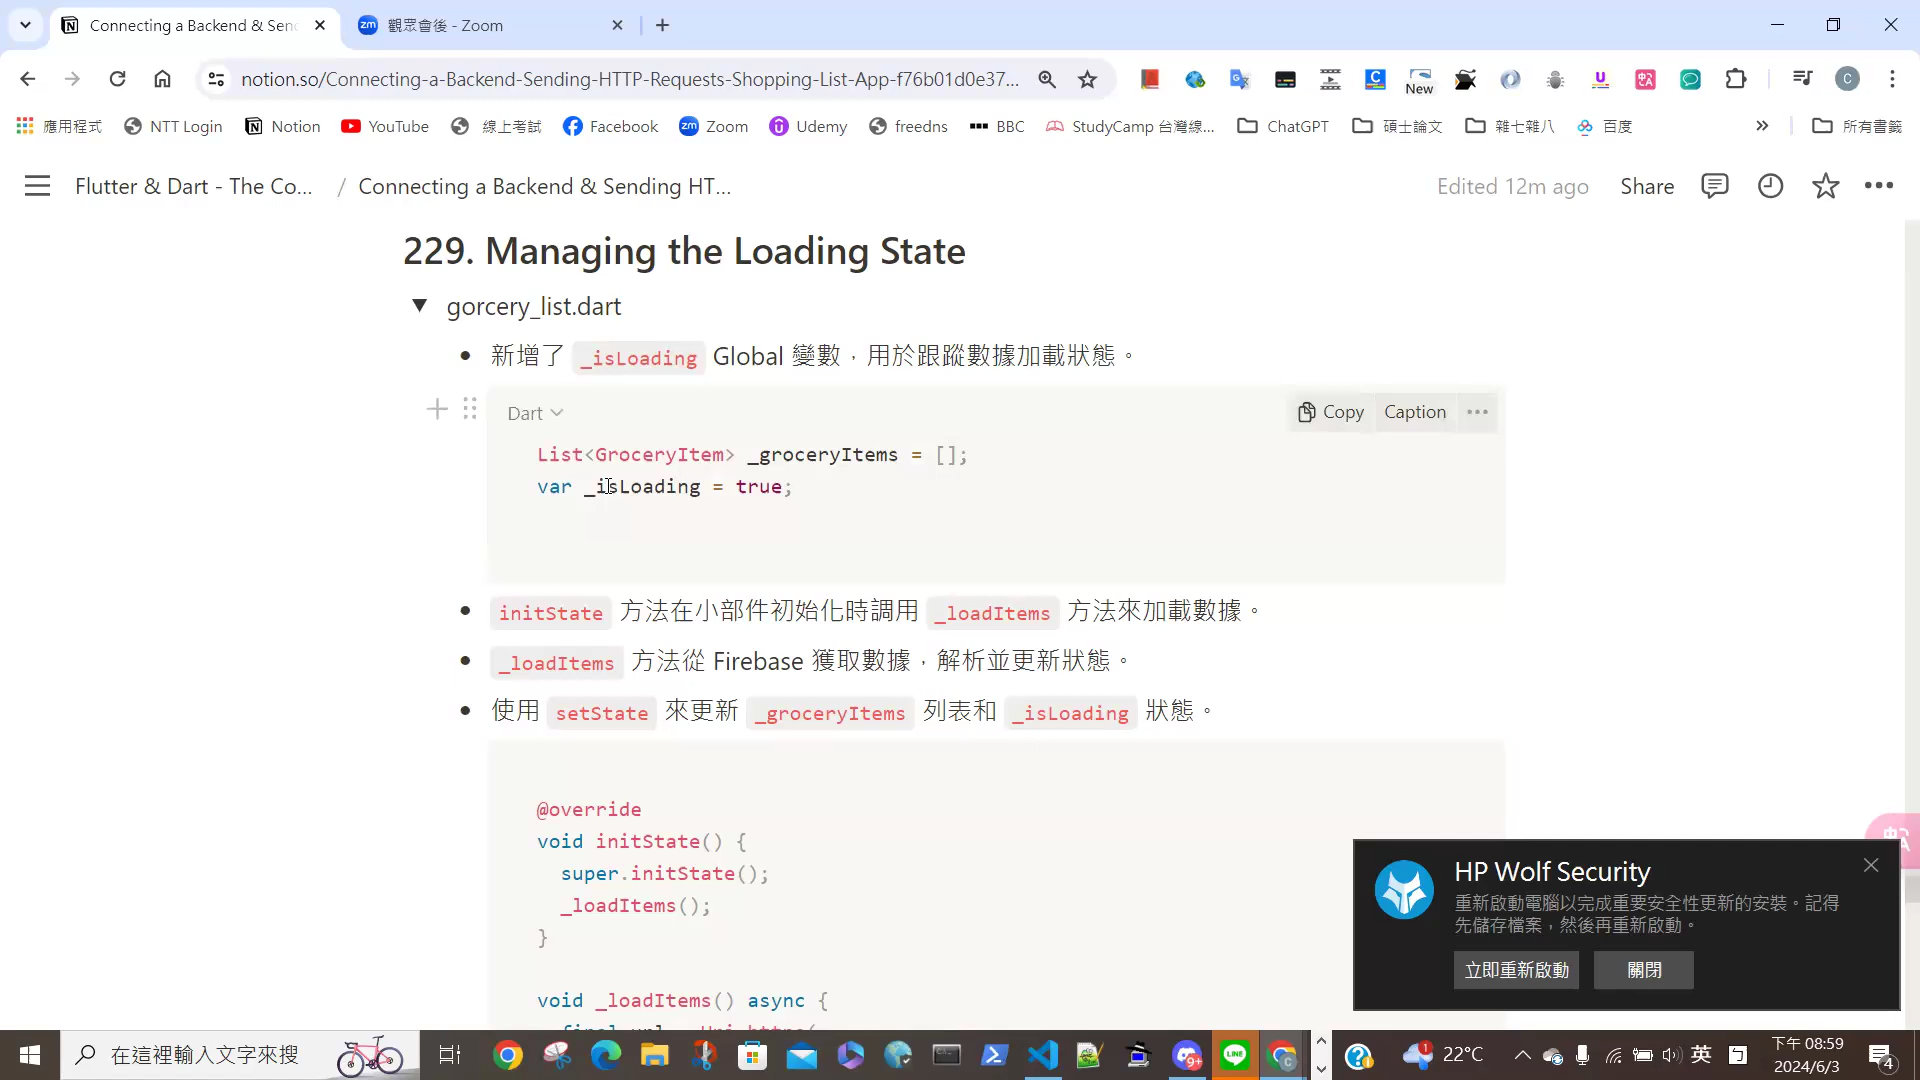 Connecting a Backend & Senc
觀眾會後 - Zoom
notion.so/Connecting-a-Backend-Sending-HTTP-Requests-Shopping-List-App-f76b01d0e37...
New
C
應用程式
NTT Login
Notion
YouTube
線上考試
Facebook
Zoom
Udemy
freedns
BBC
StudyCamp 台灣線...
ChatGPT
碩士論文
雜七雜八
百度
所有書籤
Flutter & Dart - The Co... / Connecting a Backend & Sending HT...
Edited 12m ago
Share
229. Managing the Loading State
gorcery_list.dart
新增了 _isLoading Global 變數，用於跟蹤數據加載狀態。
Dart
Copy
Caption
List<GroceryItem> _groceryItems = [];
var _isLoading = true;
initState 方法在小部件初始化時調用 _loadItems 方法來加載數據。
_loadItems 方法從 Firebase 獲取數據，解析並更新狀態。
使用 setState 來更新 _groceryItems 列表和 _isLoading 狀態。
@override
void initState() {
super.initState();
_loadItems();
}
void _loadItems() async {
final url = Uri.https(
HP Wolf Security
重新啟動電腦以完成重要安全性更新的安裝。記得
先儲存檔案，然後再重新啟動。
立即重新啟動
關閉
在這裡輸入文字來搜
9+
LINE
1
22°C
英
下午 08:59
2024/6/3
4